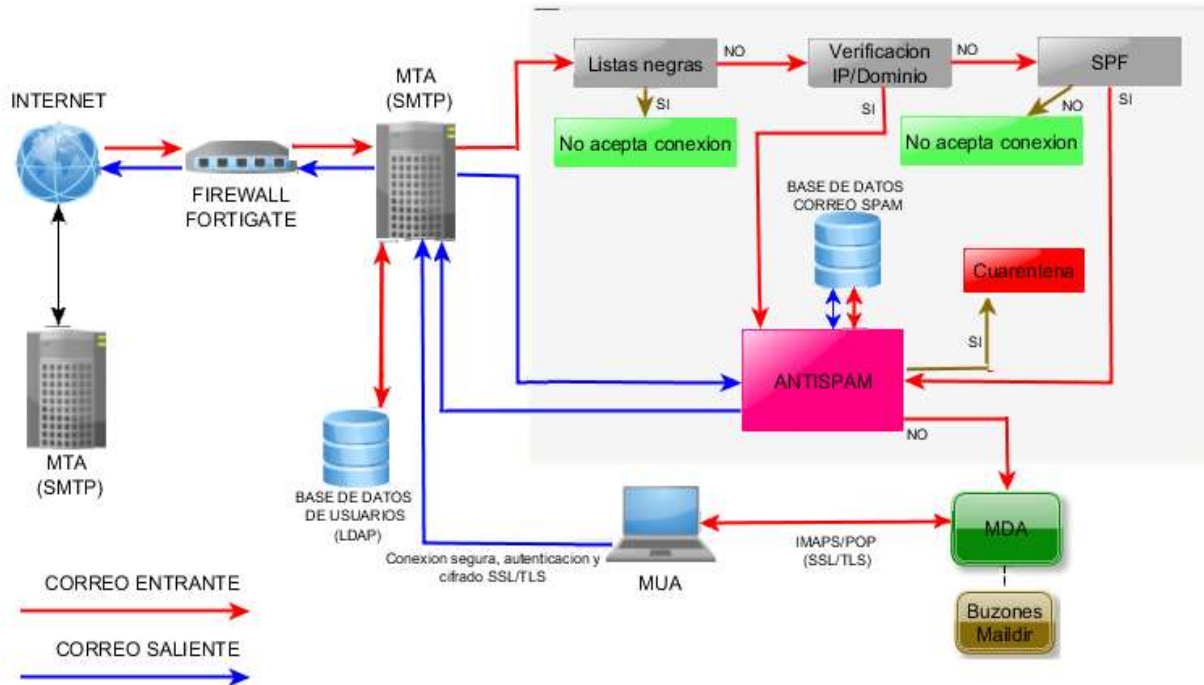 INTERNET
FIREWALL
FORTIGATE
MTA
(SMTP)
MTA
(SMTP)
Listas negras
NO
Verificacion
IP/Dominio
NO
SPF
SI
No acepta conexion
SI
NO
SI
No acepta conexion
BASE DE DATOS
CORREO SPAM
Cuarentena
SI
ANTISPAM
NO
BASE DE DATOS
DE USUARIOS
(LDAP)
Conexion segura, autenticacion y
cifrado SSL/TLS
MUA
IMAPS/POP
(SSL/TLS)
MDA
Buzones
Maildir
CORREO ENTRANTE
CORREO SALIENTE